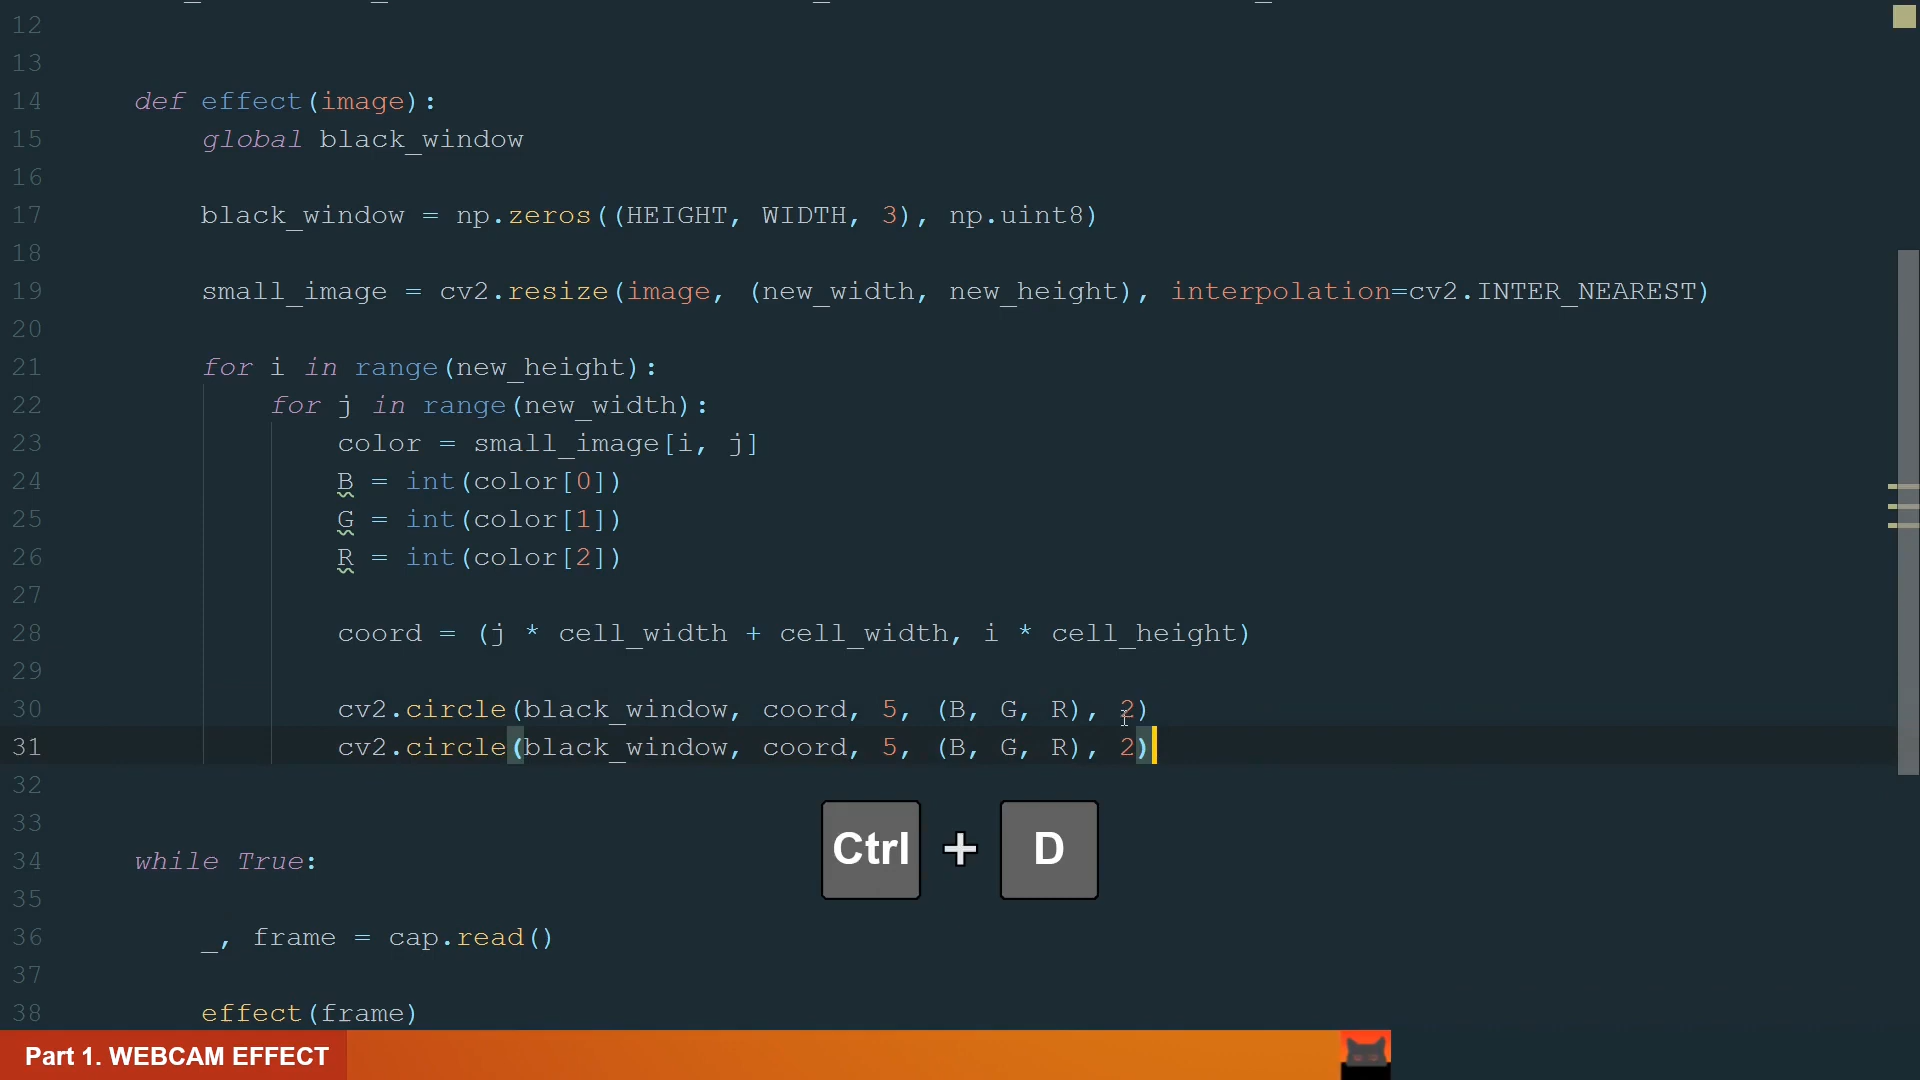 12
13
14 def effect(image):
15 global black_window
16
17 black_window = np.zeros((HEIGHT, WIDTH, 3), np.uint8)
18
19 small_image = cv2.resize(image, (new_width, new_height), interpolation=cv2.INTER_NEAREST)
20
21 for i in range(new_height):
22 for j in range(new_width):
23 color = small_image[i, j]
24 B = int(color[0])
25 G = int(color[1])
26 R = int(color[2])
27
28 coord = (j * cell_width + cell_width, i * cell_height)
29
30 cv2.circle(black_window, coord, 5, (B, G, R), 2)
31 cv2.circle(black_window, coord, 5, (B, G, R), 2)
32
33
34 while True:
35
36 _, frame = cap.read()
37
38 effect(frame)
Ctrl + D
Part 1. WEBCAM EFFECT